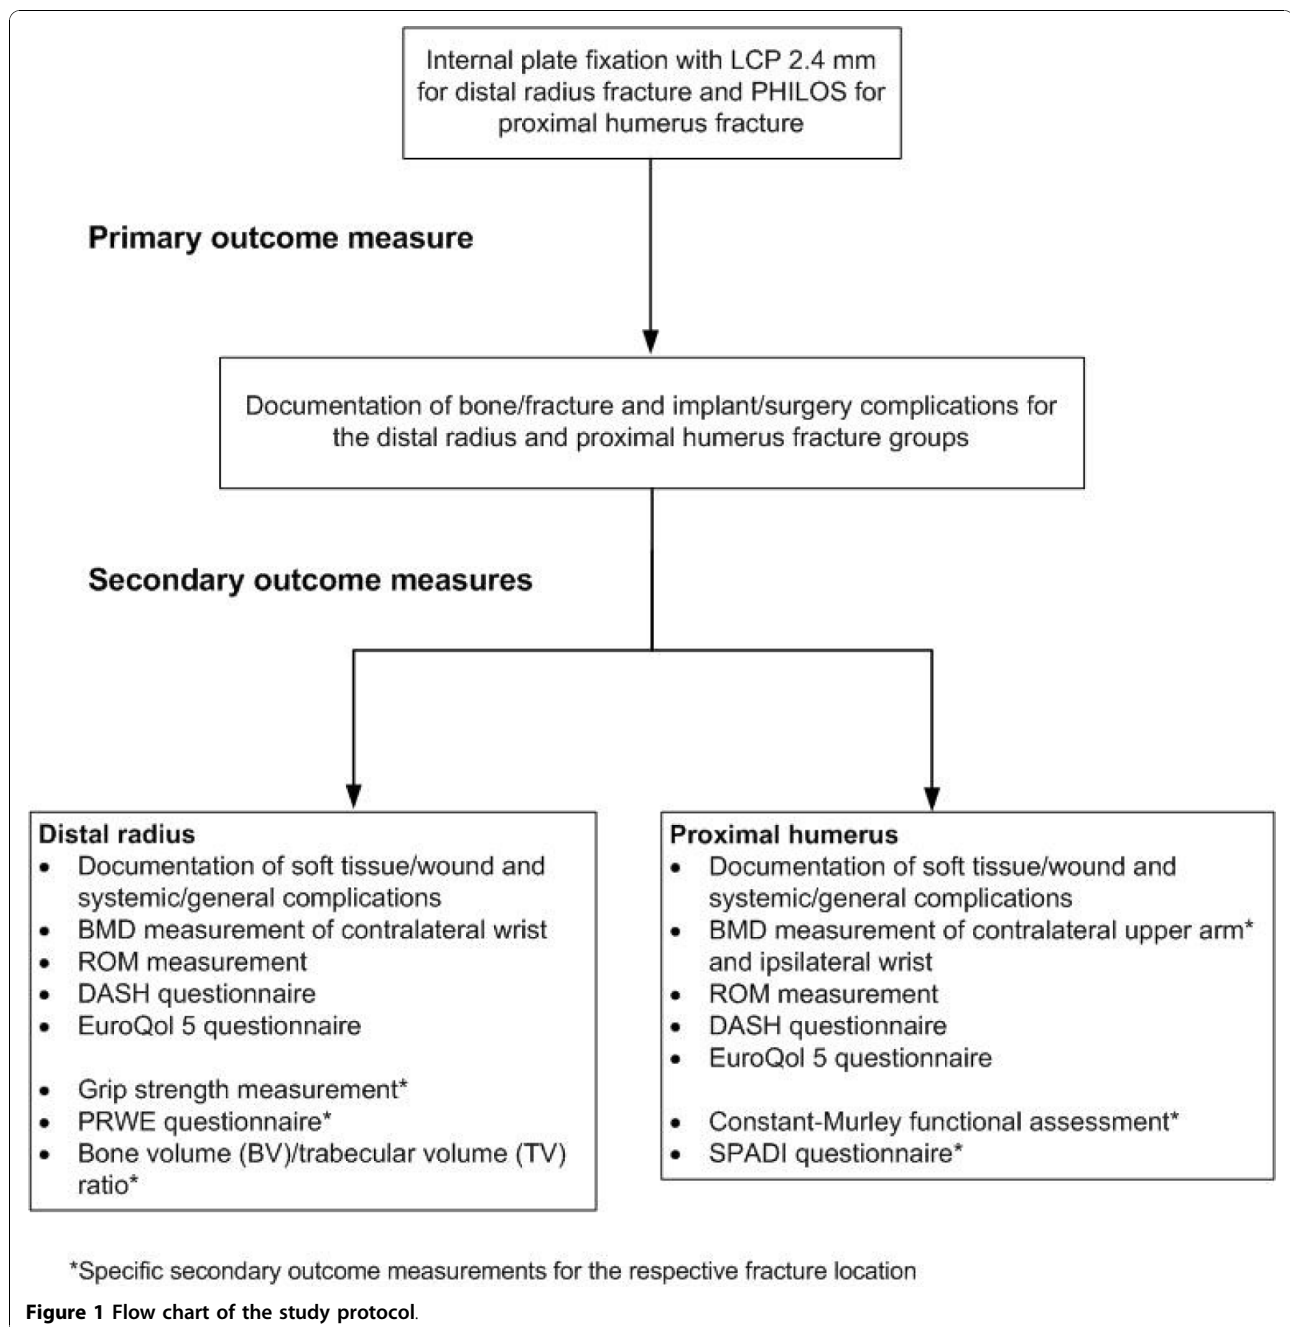 Internal plate fixation with LCP 2.4 mm
for distal radius fracture and PHILOS for
proximal humerus fracture
Primary outcome measure
Documentation of bone/fracture and implant/surgery complications for
the distal radius and proximal humerus fracture groups
Secondary outcome measures
Distal radius
• Documentation of soft tissue/wound and
systemic/general complications
• BMD measurement of contralateral wrist
• ROM measurement
• DASH questionnaire
• EuroQol 5 questionnaire
• Grip strength measurement*
• PRWE questionnaire*
• Bone volume (BV)/trabecular volume (TV)
ratio*
Proximal humerus
• Documentation of soft tissue/wound and
systemic/general complications
• BMD measurement of contralateral upper arm*
and ipsilateral wrist
• ROM measurement
• DASH questionnaire
• EuroQol 5 questionnaire
• Constant-Murley functional assessment*
• SPADI questionnaire*
*Specific secondary outcome measurements for the respective fracture location
Figure 1 Flow chart of the study protocol.